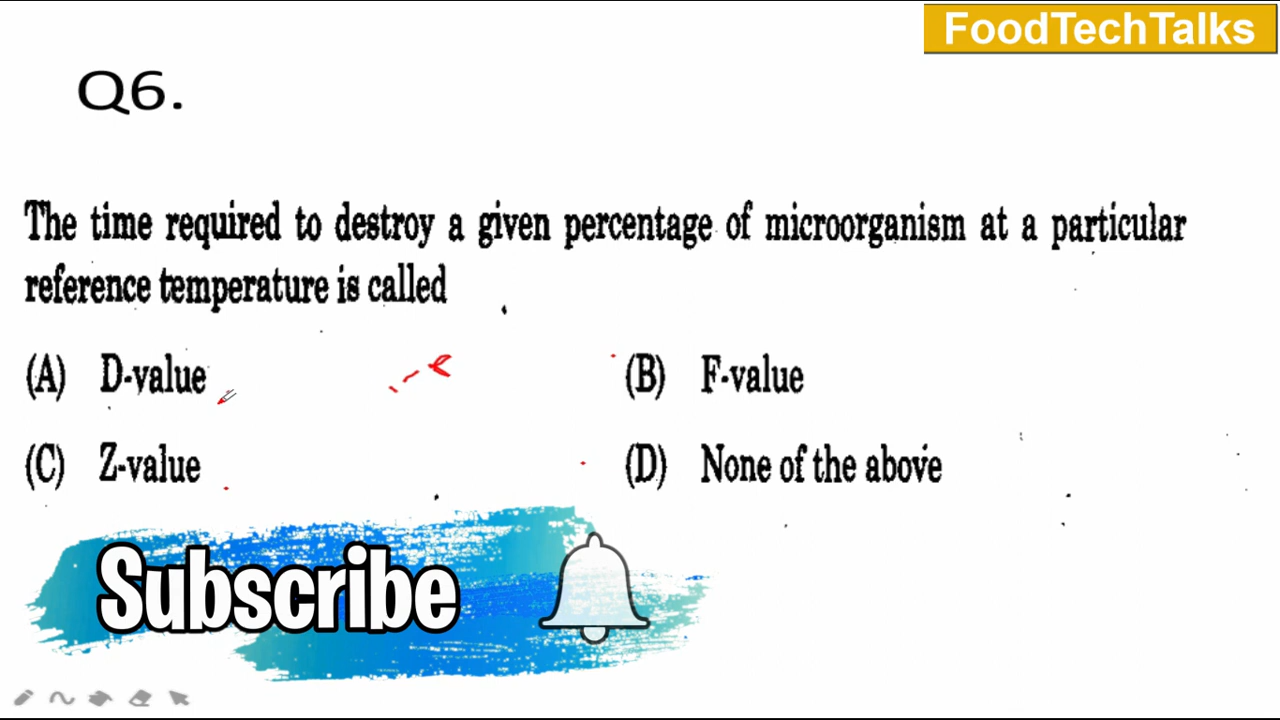 FoodTechTalks
Q6.
The time required to destroy a given percentage of microorganism at a particular
reference temperature is called
(A) D-value
(B) F-value
(C) Z-value
(D) None of the above
Subscribe